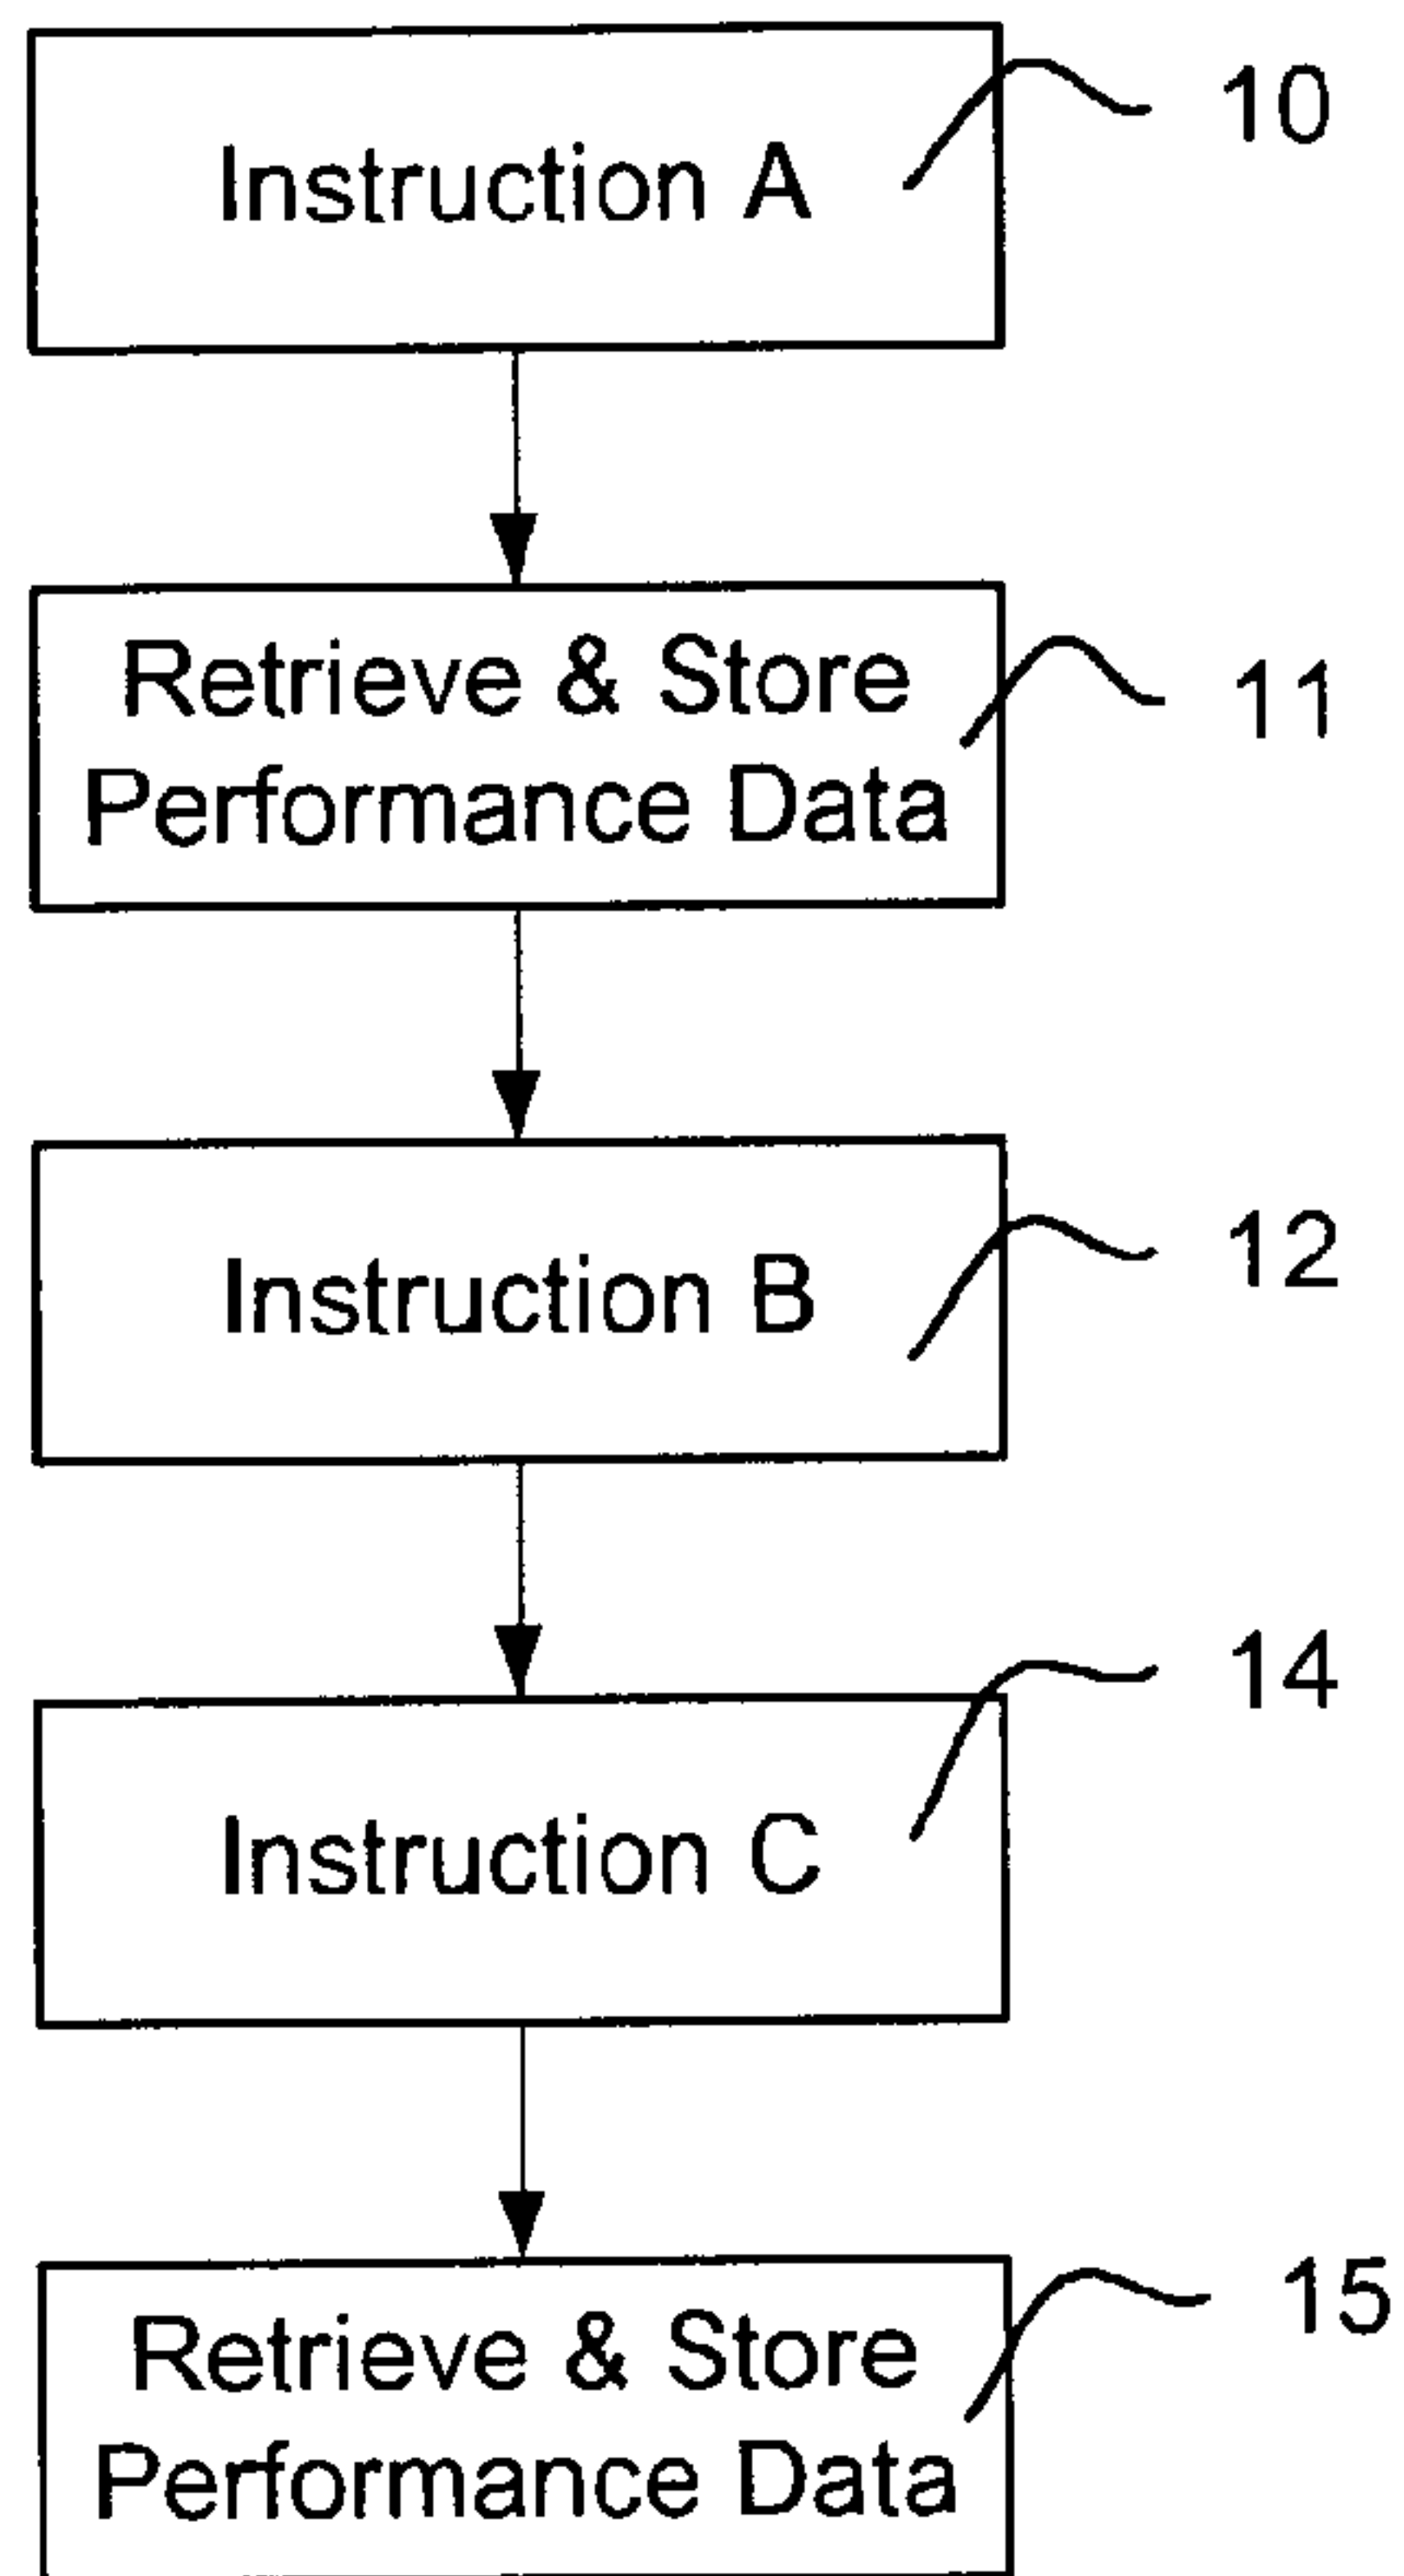 Instruction A
10
Retrieve & Store
Performance Data
11
Instruction B
12
Instruction C
14
Retrieve & Store
Performance Data
15